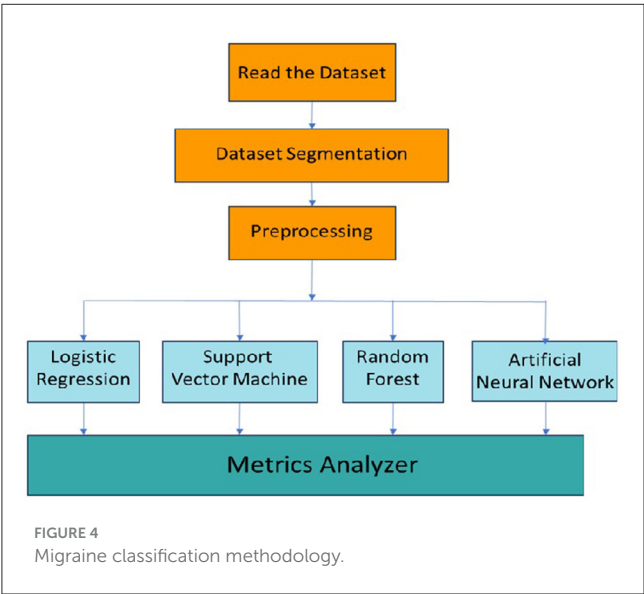 Read the Dataset
Dataset Segmentation
Preprocessing
Logistic
Regression
Support
Vector Machine
Random
Forest
Artificial
Neural Network
Metrics Analyzer
FIGURE 4
Migraine classification methodology.